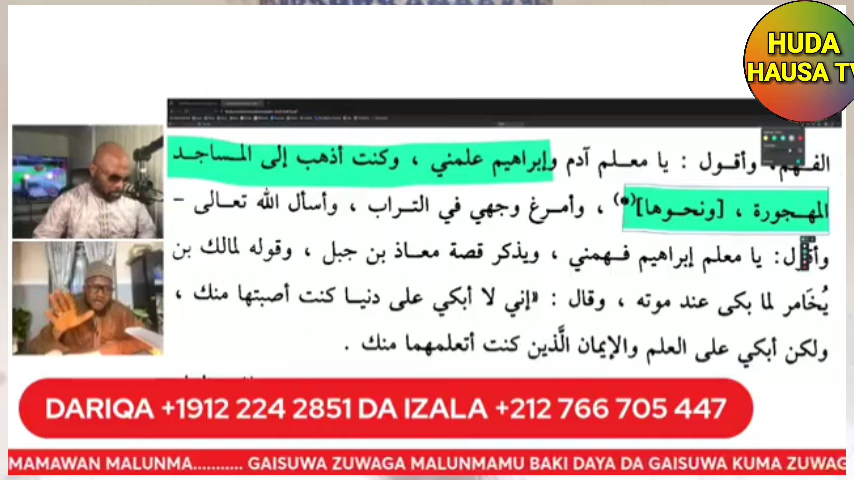 HUDA
HAUSA TV
الفهم، وأقول : يا معلم آدم وإبراهيم علمني ، وكنت أذهب إلى المساجد
المهجورة ، [ونحوها](●) ، وأمرغ وجهي في التراب ، وأسأل الله تعالى –
وأقول: يا معلم إبراهيم فهمني ، ويذكر قصة معاذ بن جبل ، وقوله لمالك بن
يُخَامر لما بكى عند موته ، وقال : «إني لا أبكي على دنيا كنت أصبتها منك ،
ولكن أبكي على العلم والإيمان الَّذين كنت أتعلمهما منك .
DARIQA +1912 224 2851 DA IZALA +212 766 705 447
MAMAWAN MALUNMA........... GAISUWA ZUWAGA MALUNMAMU BAKI DAYA DA GAISUWA KUMA ZUWAG